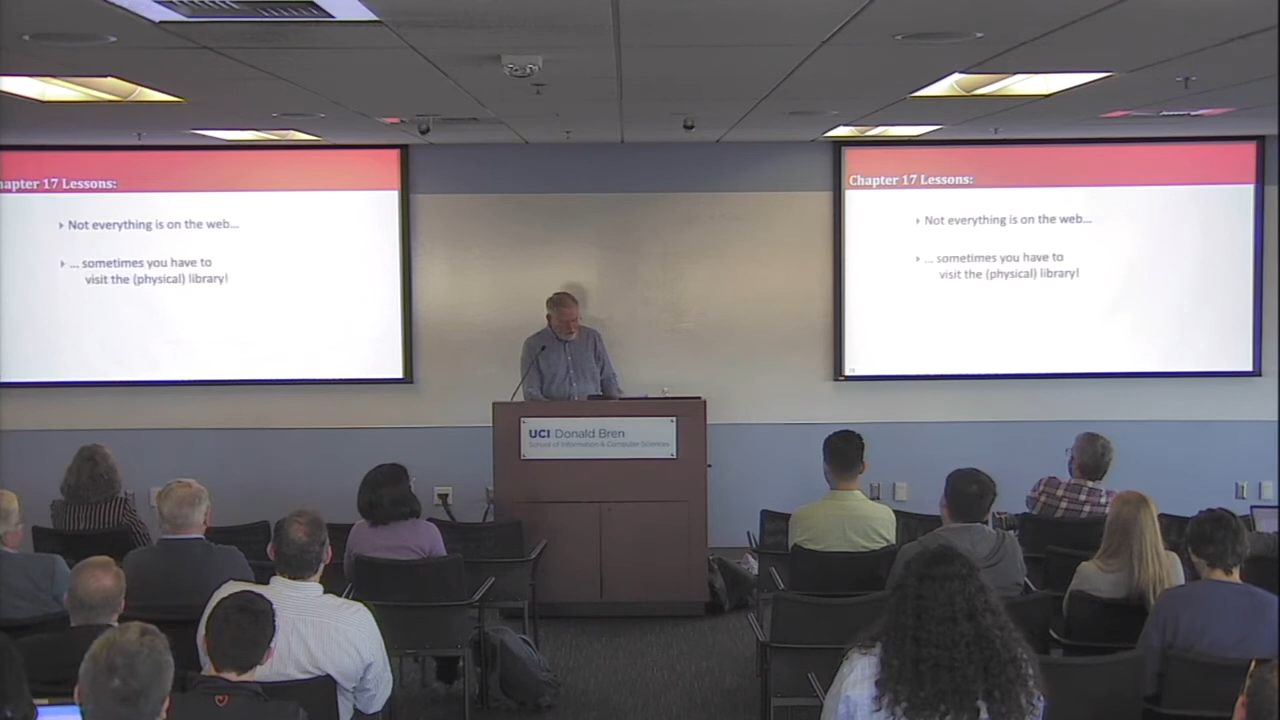 hapter 17 Lessons:
Not everything is on the web...
... sometimes you have to
visit the (physical) library!
UCI Donald Bren
School of Information & Computer Sciences
Chapter 17 Lessons:
Not everything is on the web...
... sometimes you have to
visit the (physical) library!